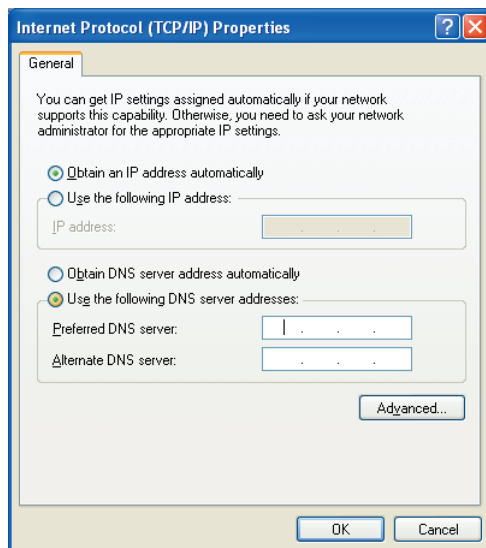 Internet Protocol (TCP/IP) Properties
General
You can get IP settings assigned automatically if your network
supports this capability. Otherwise, you need to ask your network
administrator for the appropriate IP settings.
Obtain an IP address automatically
Use the following IP address:
IP address:
Obtain DNS server address automatically
Use the following DNS server addresses:
Preferred DNS server:
Alternate DNS server:
Advanced...
OK
Cancel